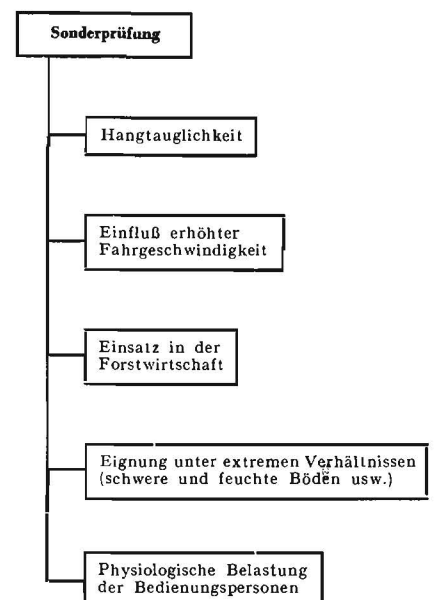 Sonderprüfung
Hangtauglichkeit
Einfluß erhöhter
Fahrgeschwindigkeit
Einsatz in der
Forstwirtschaft
Eignung unter extremen Verhältnissen
(schwere und feuchte Böden usw.)
Physiologische Belastung
der Bedienungspersonen